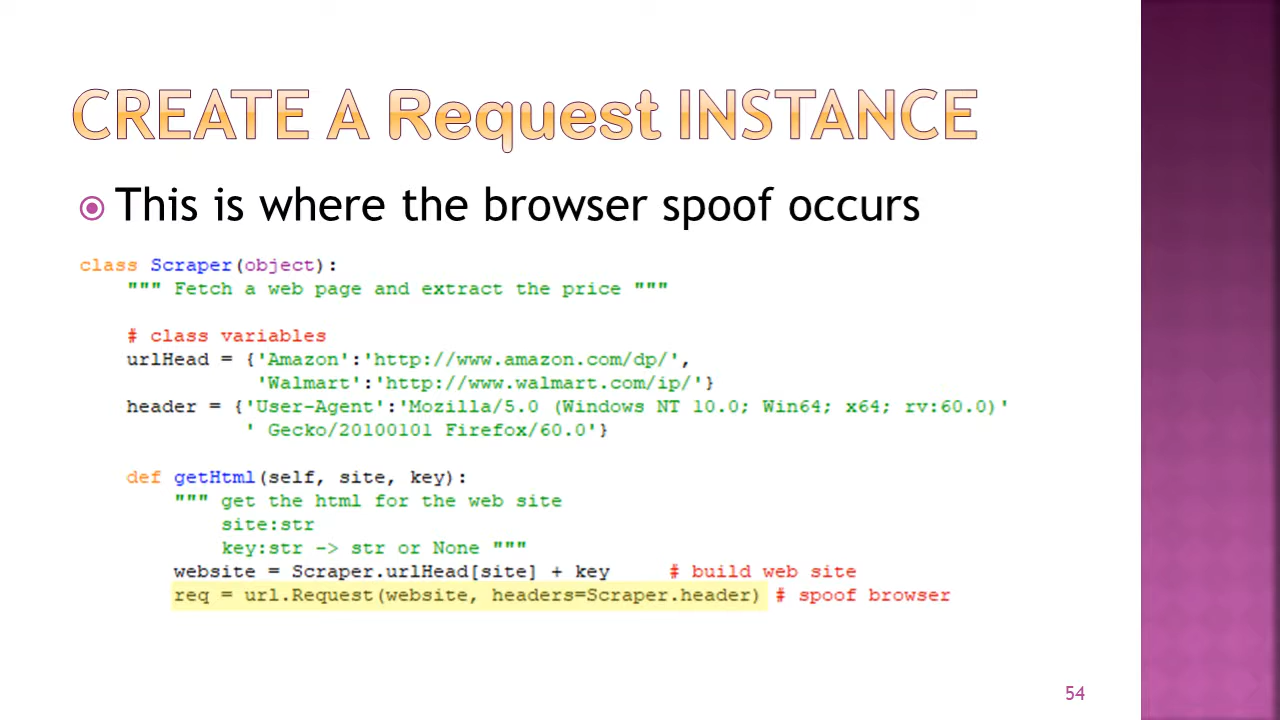 CREATE A Request INSTANCE
This is where the browser spoof occurs
class Scraper(object):
    """ Fetch a web page and extract the price """
    # class variables
    urlHead = {'Amazon':'http://www.amazon.com/dp/',
               'Walmart':'http://www.walmart.com/ip/'}
    header = {'User-Agent':'Mozilla/5.0 (Windows NT 10.0; Win64; x64; rv:60.0)'
              ' Gecko/20100101 Firefox/60.0'}
    def getHtml(self, site, key):
        """ get the html for the web site
            site:str
            key:str -> str or None """
        website = Scraper.urlHead[site] + key     # build web site
        req = url.Request(website, headers=Scraper.header) # spoof browser
54